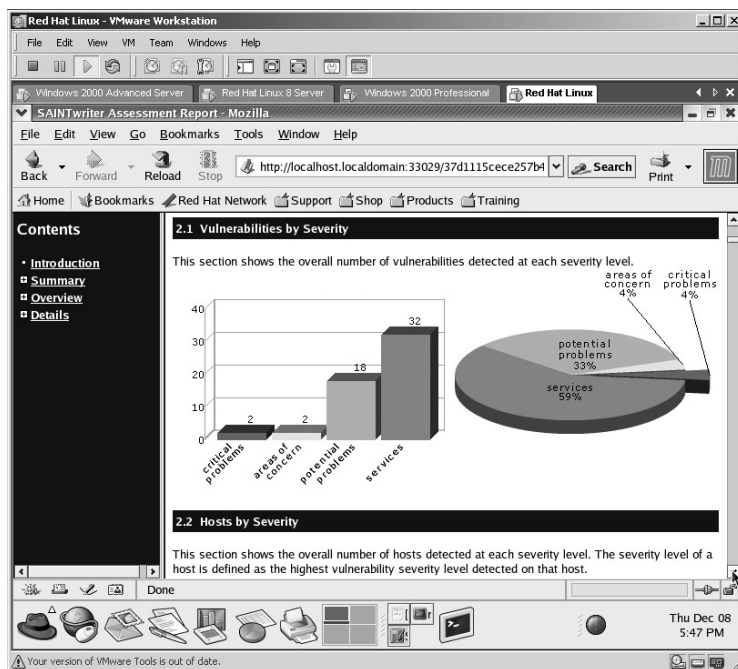 Red Hat Linux - VMware Workstation
File Edit View VM Team Windows Help
Windows 2000 Advanced Server Red Hat Linux 8 Server Windows 2000 Professional Red Hat Linux
SAINTwriter Assessment Report - Mozilla
File Edit View Go Bookmarks Tools Window Help
Back Forward Reload Stop http://localhost.localdomain:33029/37d1115cece257b4 Search Print
Home Bookmarks Red Hat Network Support Shop Products Training
Contents
Introduction
Summary
Overview
Details
2.1 Vulnerabilities by Severity
This section shows the overall number of vulnerabilities detected at each severity level.
40
30
20
10
0
2
2
18
32
critical
problems
areas of
concern
potential
problems
services
areas of
concern
4%
critical
problems
4%
potential
problems
33%
services
59%
2.2 Hosts by Severity
This section shows the overall number of hosts detected at each severity level. The severity level of a
host is defined as the highest vulnerability severity level detected on that host.
Done
Thu Dec 08
5:47 PM
Your version of VMware Tools is out of date.